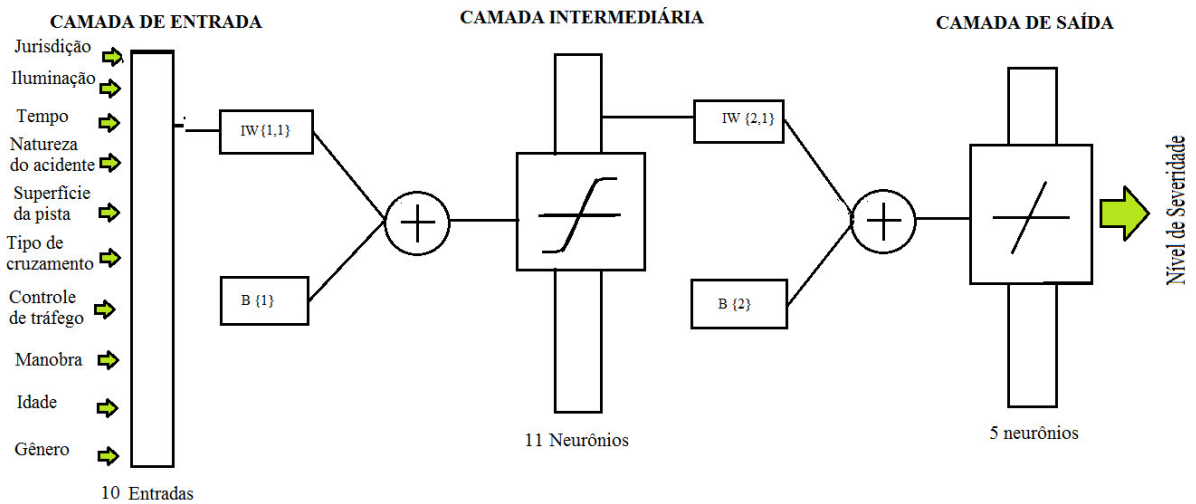 CAMADA DE ENTRADA
CAMADA INTERMEDIÁRIA
CAMADA DE SAÍDA
Jurisdição
Iluminação
Tempo
Natureza
do acidente
Superfície
da pista
Tipo de
cruzamento
Controle
de tráfego
Manobra
Idade
Gênero
10 Entradas
IW{1,1}
B {1}
11 Neurônios
IW {2,1}
B {2}
5 neurônios
Nível de Severidade